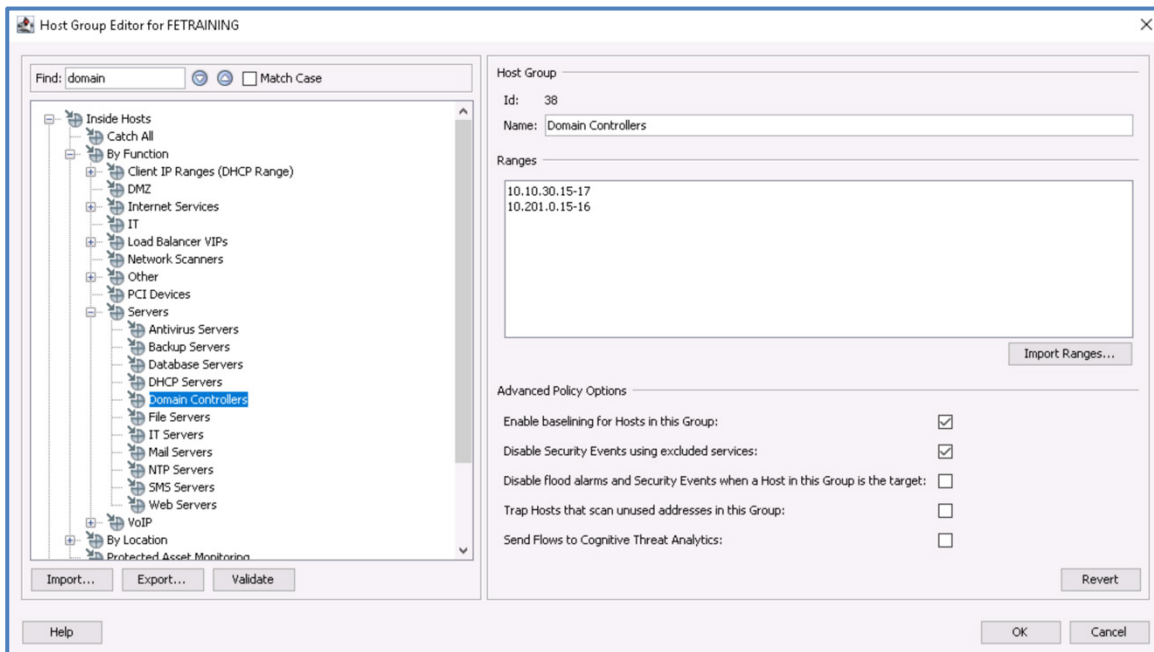 Host Group Editor for FETRAINING
Find: domain
Match Case
Inside Hosts
Catch All
By Function
Client IP Ranges (DHCP Range)
DMZ
Internet Services
IT
Load Balancer VIPs
Network Scanners
Other
PCI Devices
Servers
Antivirus Servers
Backup Servers
Database Servers
DHCP Servers
Domain Controllers
File Servers
IT Servers
Mail Servers
NTP Servers
SMS Servers
Web Servers
VoIP
By Location
Protected Asset Monitoring
Import...
Export...
Validate
Host Group
Id: 38
Name: Domain Controllers
Ranges
10.10.30.15-17
10.201.0.15-16
Import Ranges...
Advanced Policy Options
Enable baselining for Hosts in this Group:
Disable Security Events using excluded services:
Disable flood alarms and Security Events when a Host in this Group is the target:
Trap Hosts that scan unused addresses in this Group:
Send Flows to Cognitive Threat Analytics:
Revert
Help
OK
Cancel